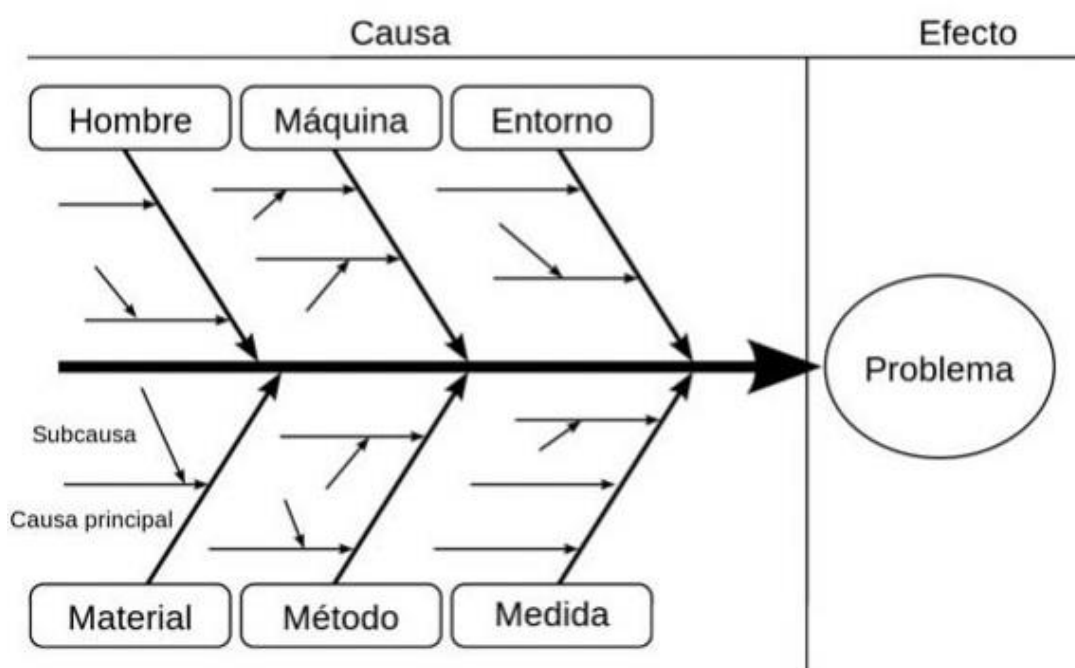 Causa
Efecto
Hombre
Máquina
Entorno
Problema
Subcausa
Causa principal
Material
Método
Medida